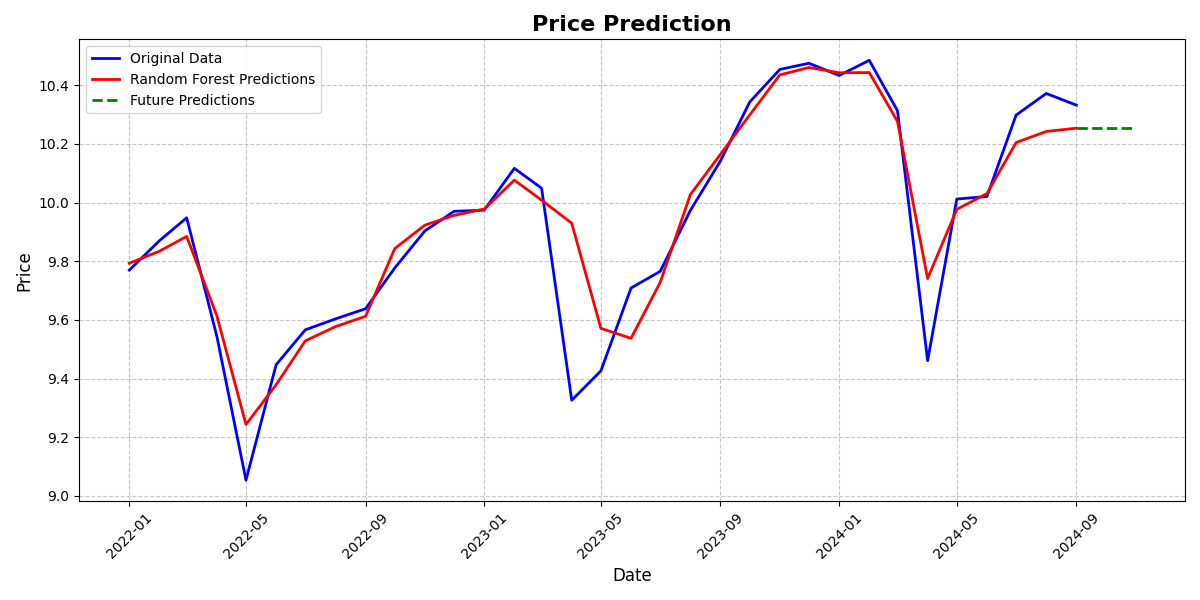 Price Prediction
Original Data
Random Forest Predictions
Future Predictions
Price
10.4
10.2
10.0
9.8
9.6
9.4
9.2
9.0
2022-01
2022-05
2022-09
2023-01
2023-05
2023-09
2024-01
2024-05
2024-09
Date